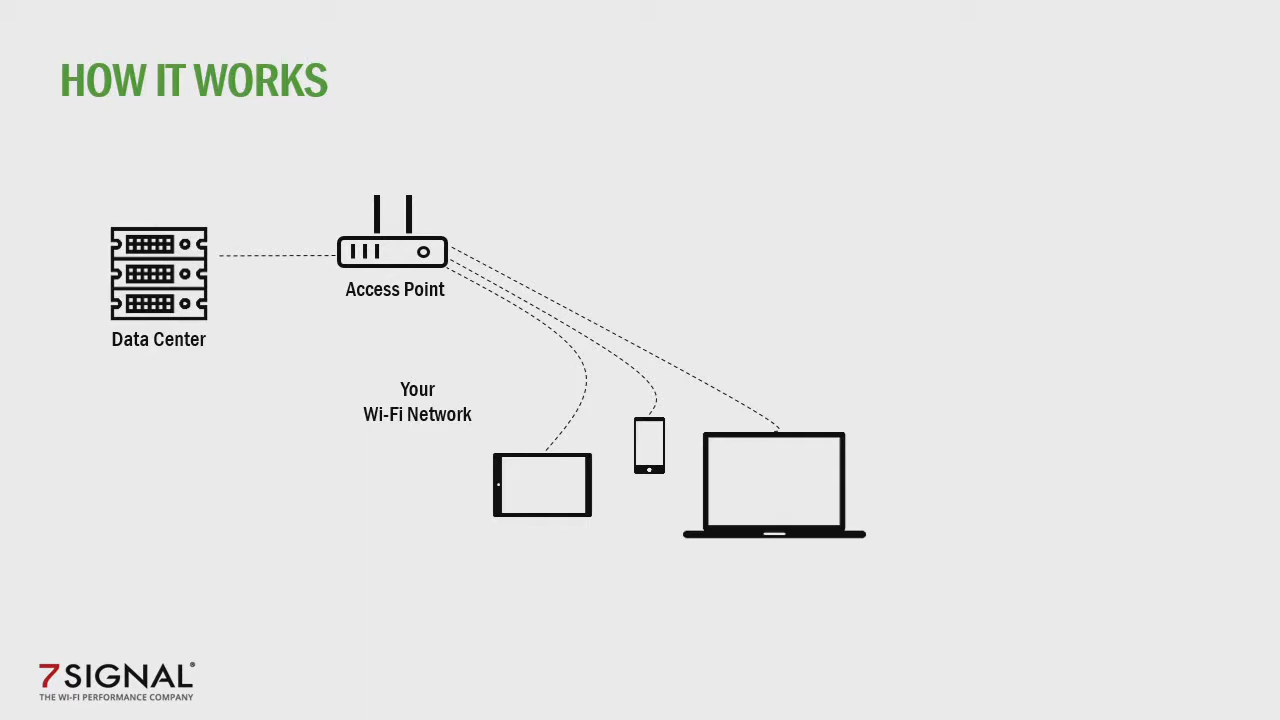 HOW IT WORKS
Access Point
Data Center
Your
Wi-Fi Network
7SIGNAL®
THE WI-FI PERFORMANCE COMPANY